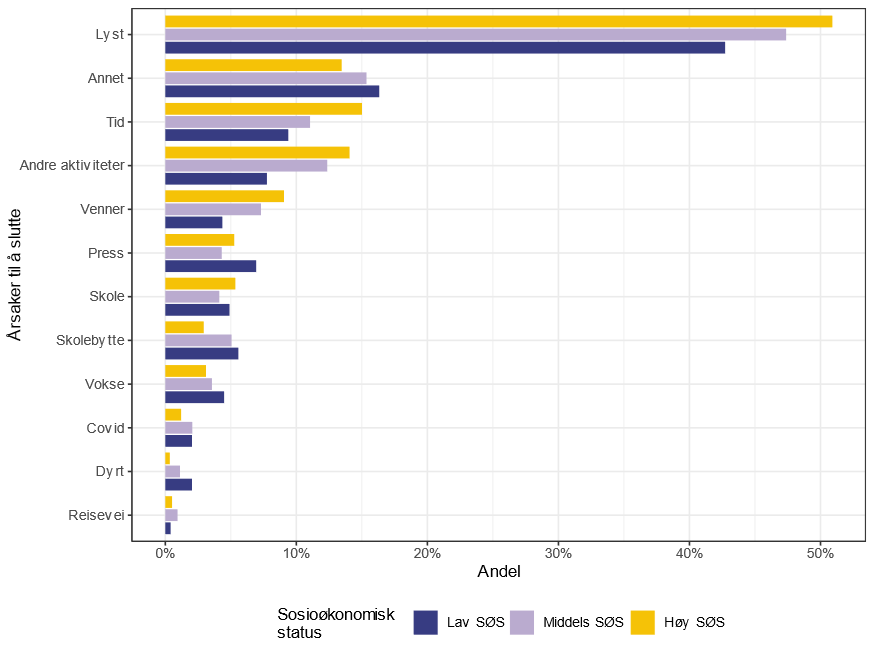 Årsaker til å slutte
Lyst
Annet
Tid
Andre aktiviteter
Venner
Press
Skole
Skolebytte
Vokse
Covid
Dyrt
Reisevei
0% 10% 20% 30% 40% 50%
Andel
Sosioøkonomisk
status
Lav SØS Middels SØS Høy SØS